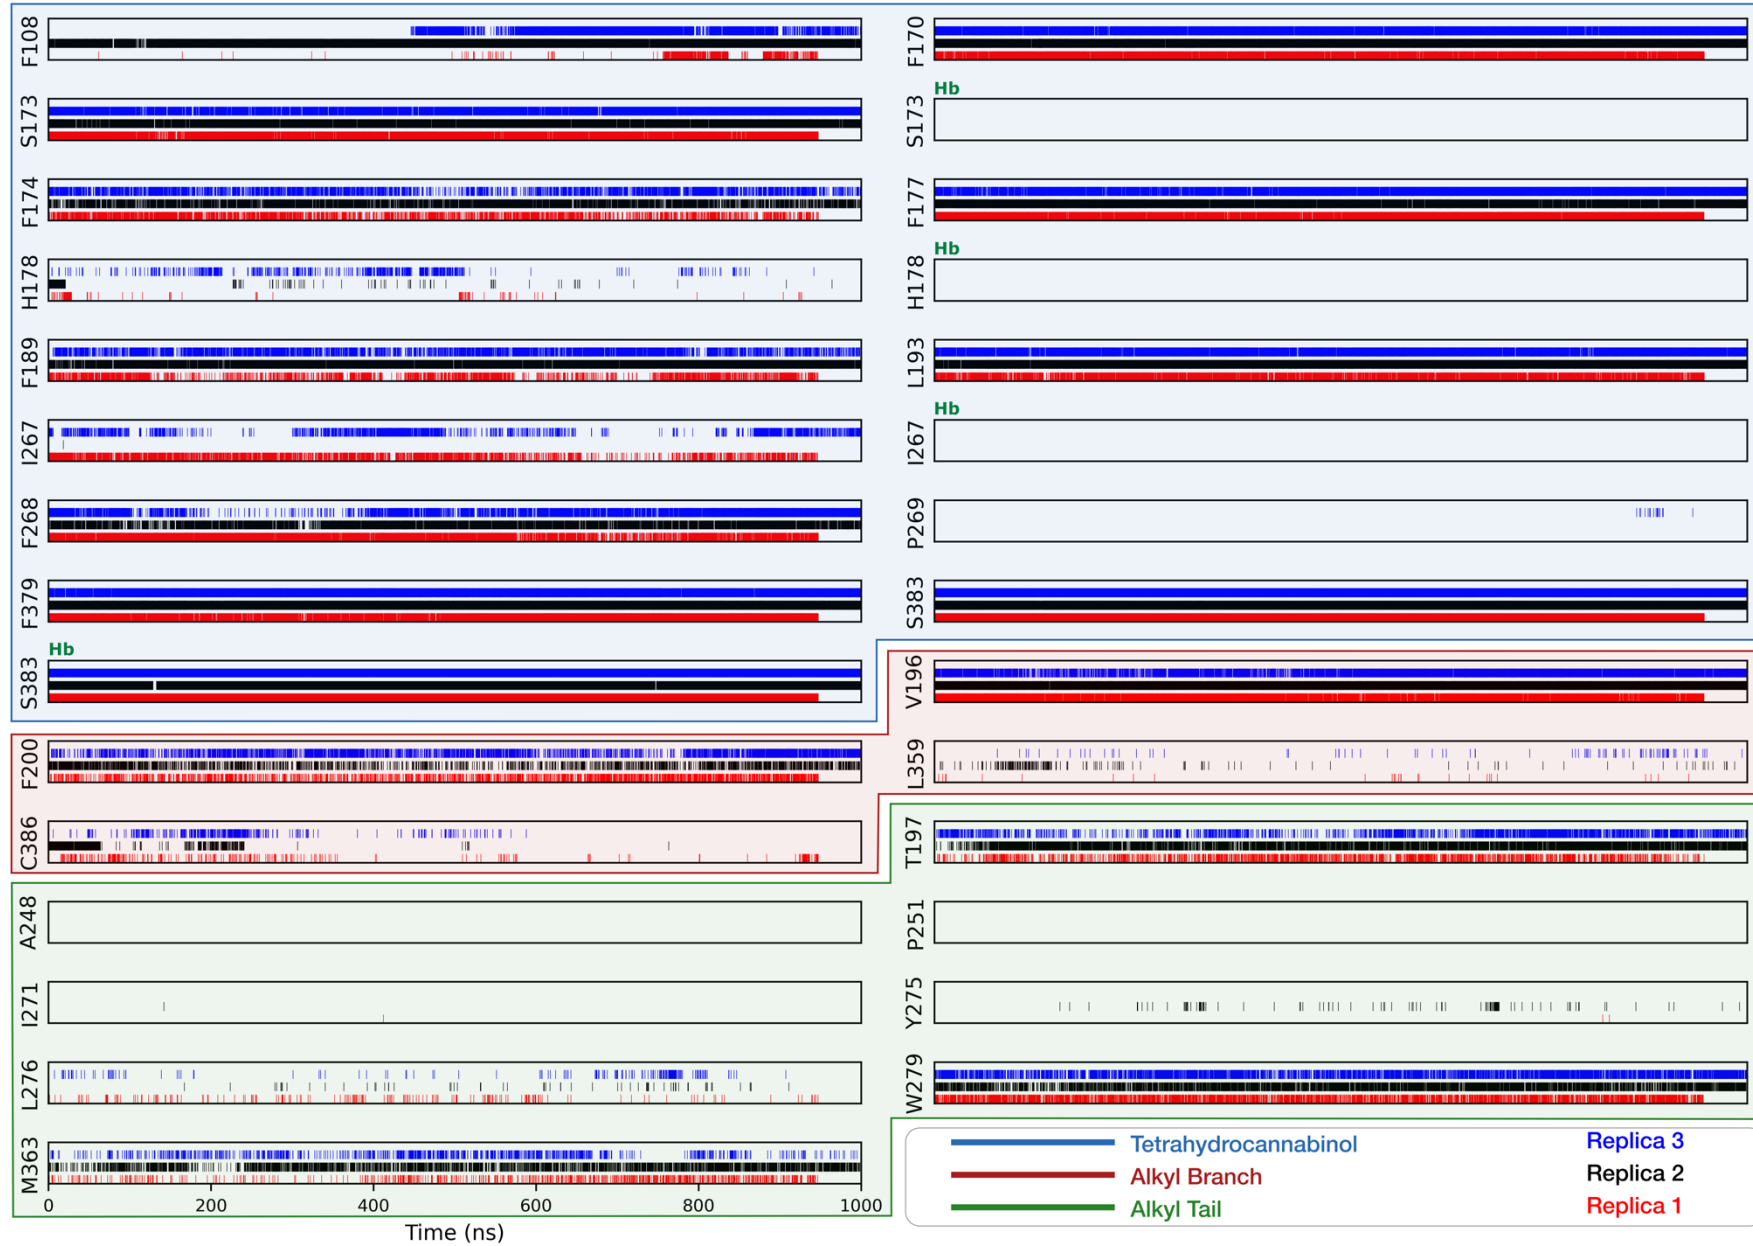 F108
F170
S173
Hb
S173
F174
F177
H178
Hb
H178
F189
L193
I267
Hb
I267
F268
P269
F379
S383
Hb
S383
V196
F200
L359
C386
T197
A248
P251
I271
Y275
L276
W279
M363
0 200 400 600 800 1000
Time (ns)
Tetrahydrocannabinol Replica 3
Alkyl Branch Replica 2
Alkyl Tail Replica 1